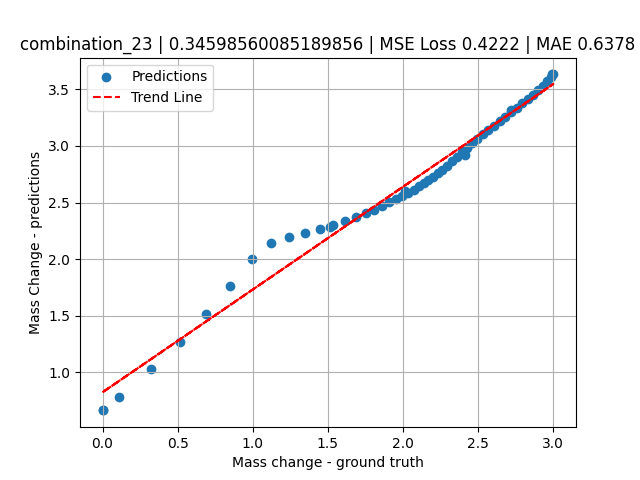 combination_23 | 0.34598560085189856 | MSE Loss 0.4222 | MAE 0.6378
Predictions
Trend Line
Mass Change - predictions
3.5
3.0
2.5
2.0
1.5
1.0
0.0 0.5 1.0 1.5 2.0 2.5 3.0
Mass change - ground truth